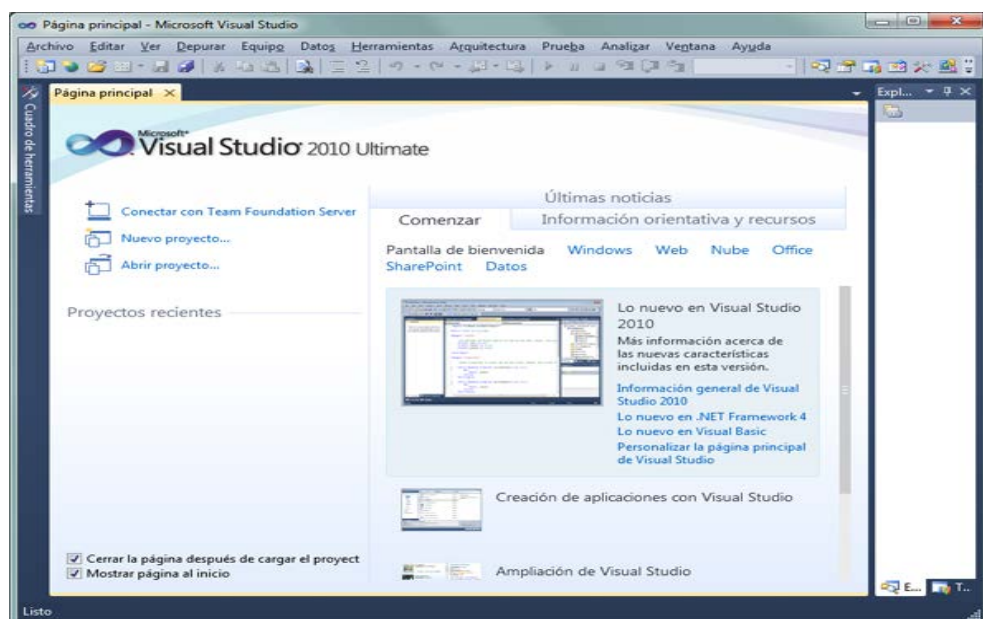 Página principal - Microsoft Visual Studio
Archivo Editar Ver Depurar Equipo Datos Herramientas Arquitectura Prueba Analizar Ventana Ayuda
Cuadro de herramientas
Página principal
Expl...
Microsoft
Visual Studio 2010 Ultimate
Conectar con Team Foundation Server
Nuevo proyecto...
Abrir proyecto...
Proyectos recientes
Cerrar la página después de cargar el proyect
Mostrar página al inicio
Últimas noticias
Comenzar
Información orientativa y recursos
Pantalla de bienvenida Windows Web Nube Office
SharePoint Datos
Lo nuevo en Visual Studio
2010
Más información acerca de
las nuevas características
incluidas en esta versión.
Información general de Visual
Studio 2010
Lo nuevo en .NET Framework 4
Lo nuevo en Visual Basic
Personalizar la página principal
de Visual Studio
Creación de aplicaciones con Visual Studio
Ampliación de Visual Studio
E... T...
Listo